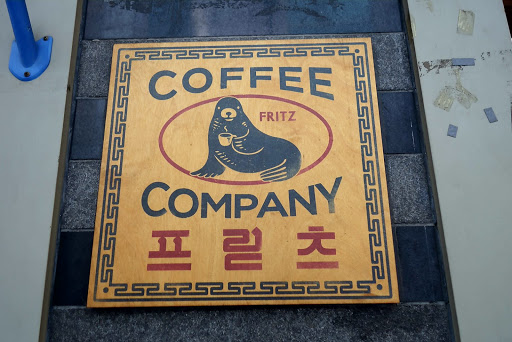 COFFEE
FRITZ
COMPANY
프릳츠